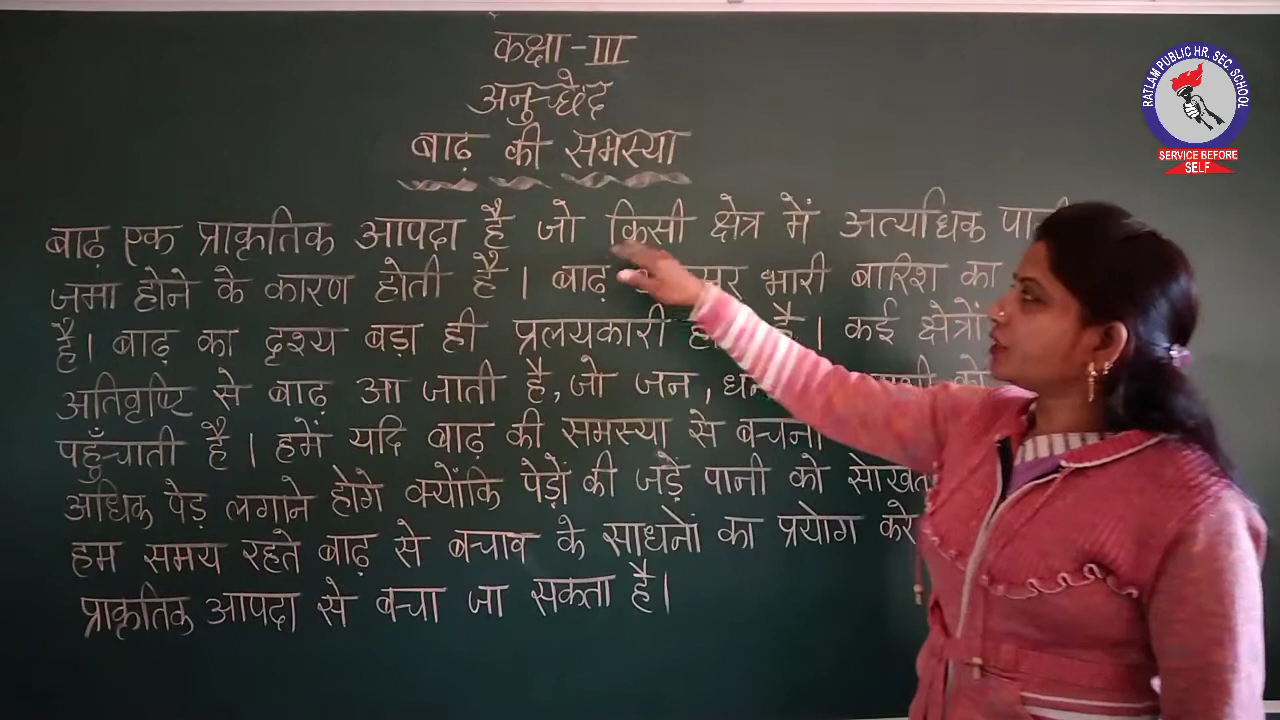 कक्षा - III
अनुच्छेद
बाढ़ की समस्या
बाढ़ एक प्राकृतिक आपदा है जो किसी क्षेत्र में अत्यधिक
जमा होने के कारण होती है। बाढ़ भारी बारिश का
है। बाढ़ का दृश्य बड़ा ही प्रलयकारी है। कई क्षेत्रों
अतिवृष्टि से बाढ़ आ जाती है, जो जन,
पहुँचाती है। हमें यदि बाढ़ की समस्या से बचना
अधिक पेड़ लगाने होंगे क्योंकि पेड़ों की जड़ें पानी को
हम समय रहते बाढ़ से बचाव के साधनों का प्रयोग करे
प्राकृतिक आपदा से बचा जा सकता है।
RATLAM PUBLIC HR. SEC. SCHOOL
SERVICE BEFORE
SELF